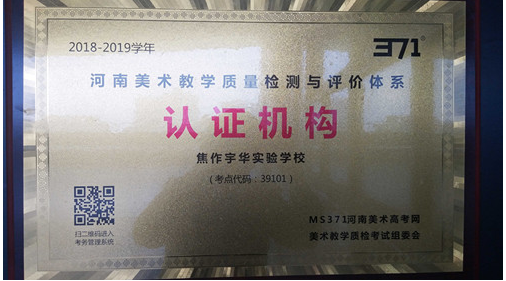 2018-2019学年
371®
河南美术教学质量检测与评价体系
认证机构
焦作宇华实验学校
(考点代码：39101)
扫二维码进入
考务管理系统
MS371河南美术高考网
美术教学质检考试组委会